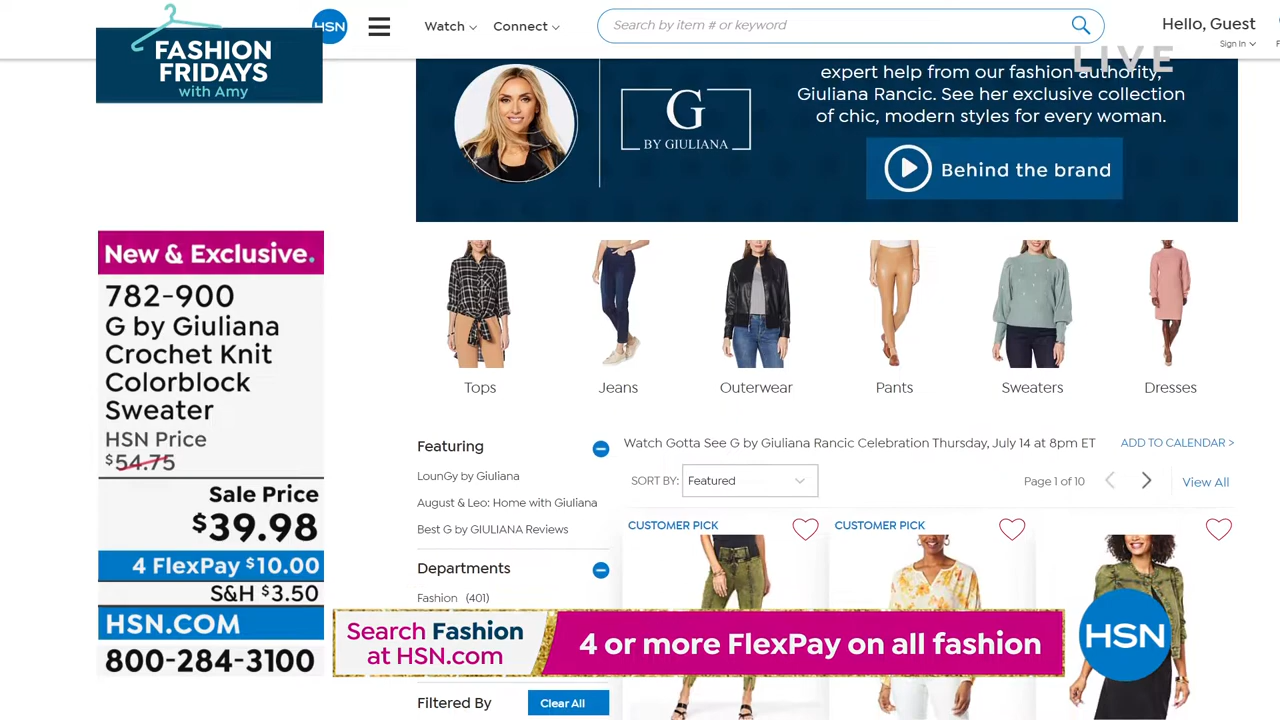 FASHION
FRIDAYS
with Amy
HSN
Watch
Connect
Search by item # or keyword
Hello, Guest
Sign In
LIVE
expert help from our fashion authority,
Giuliana Rancic. See her exclusive collection
of chic, modern styles for every woman.
G
BY GIULIANA
Behind the brand
New & Exclusive.
782-900
G by Giuliana
Crochet Knit
Colorblock
Sweater
HSN Price
$54.75
Sale Price
$39.98
4 FlexPay $10.00
S&H $3.50
HSN.COM
800-284-3100
Tops
Jeans
Outerwear
Pants
Sweaters
Dresses
Featuring
LounGy by Giuliana
August & Leo: Home with Giuliana
Best G by GIULIANA Reviews
Departments
Fashion (401)
Filtered By
Clear All
Watch Gotta See G by Giuliana Rancic Celebration Thursday, July 14 at 8pm ET
ADD TO CALENDAR >
SORT BY:
Featured
Page 1 of 10
View All
CUSTOMER PICK
CUSTOMER PICK
Search Fashion
at HSN.com
4 or more FlexPay on all fashion
HSN